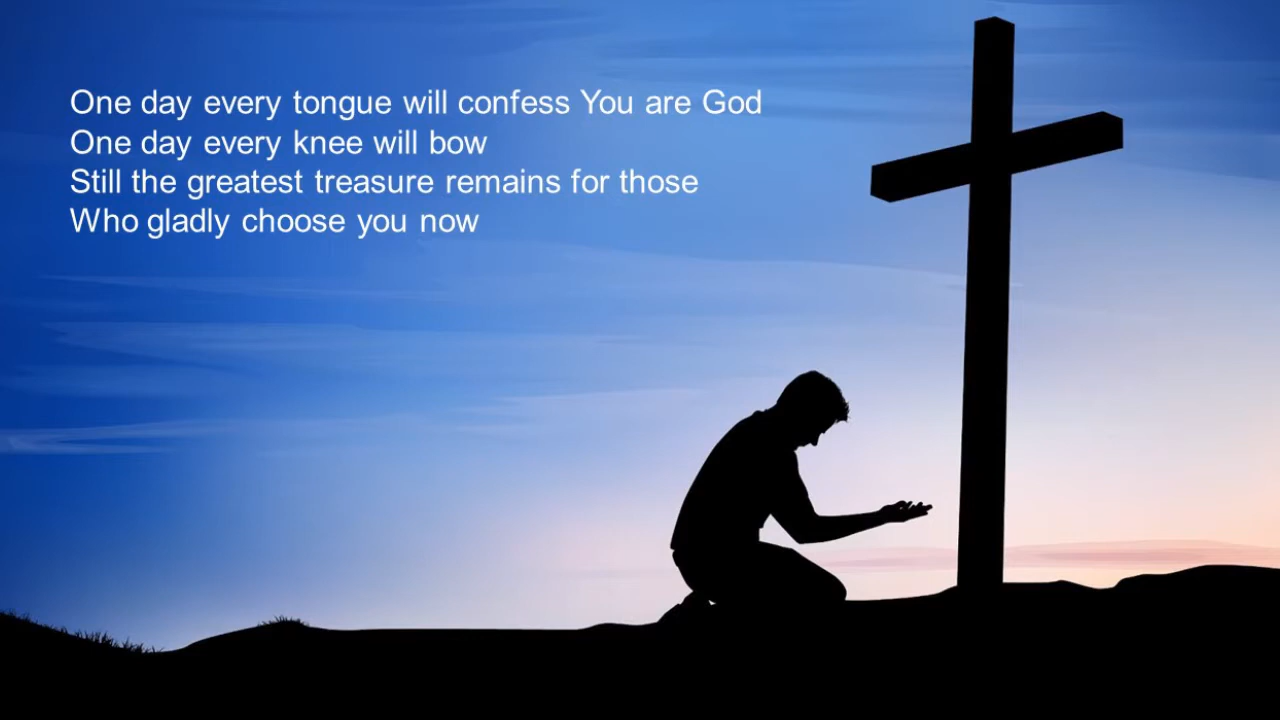 One day every tongue will confess You are God
One day every knee will bow
Still the greatest treasure remains for those
Who gladly choose you now